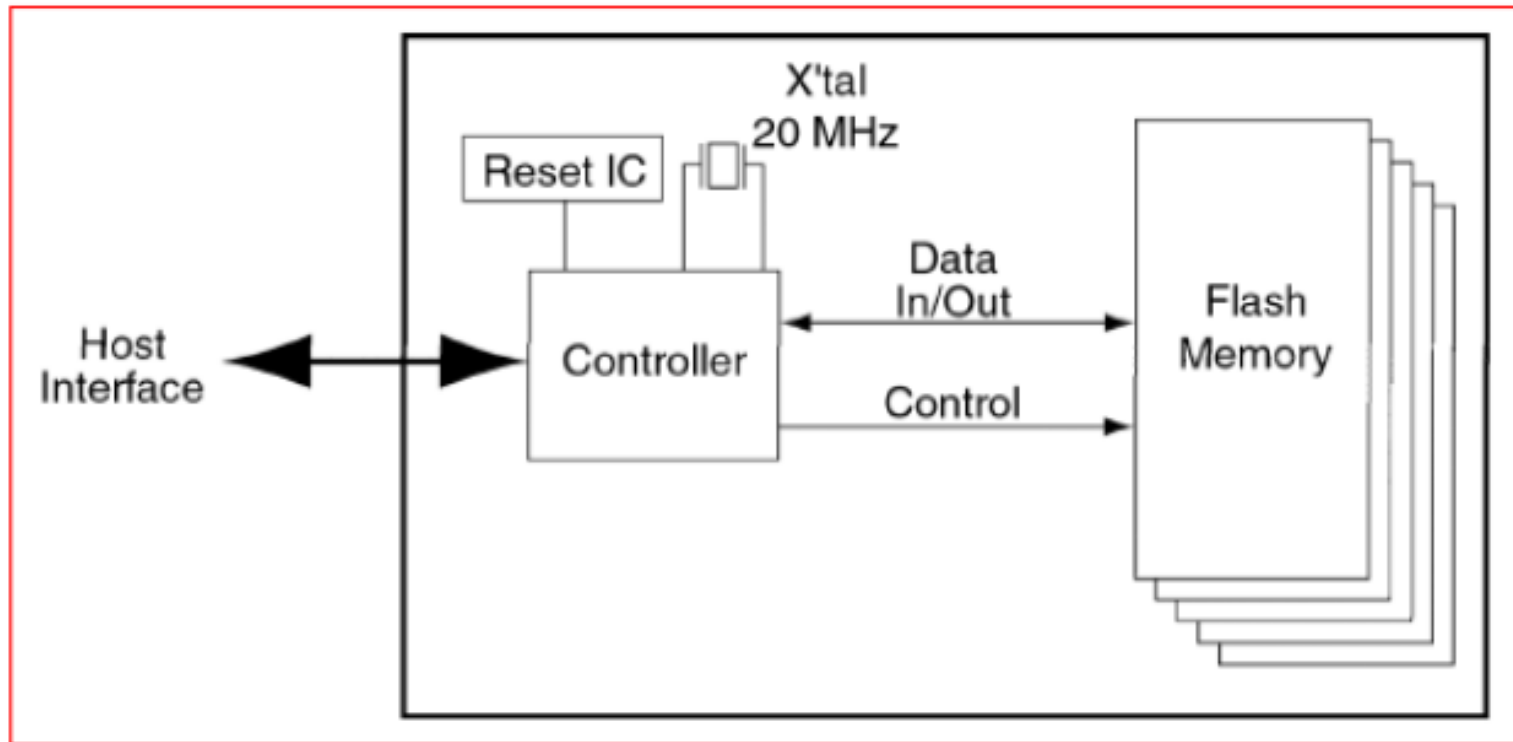 X'tal
20 MHz
Reset IC
Data
In/Out
Flash
Memory
Host
Interface
Controller
Control